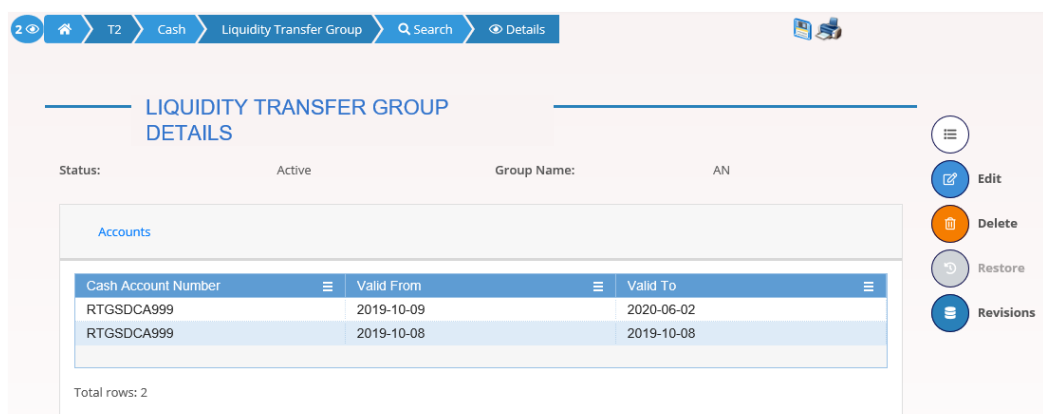 2 T2 Cash Liquidity Transfer Group Search Details
LIQUIDITY TRANSFER GROUP
DETAILS
Status: Active Group Name: AN
Edit
Accounts
Delete
Restore
Cash Account Number Valid From Valid To
RTGSDCA999 2019-10-09 2020-06-02
Revisions
RTGSDCA999 2019-10-08 2019-10-08
Total rows: 2